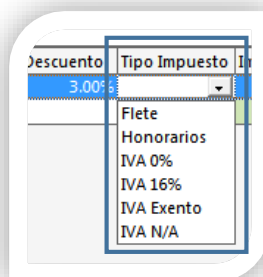 Descuento Tipo Impuesto
3.00%
Flete
Honorarios
IVA 0%
IVA 16%
IVA Exento
IVA N/A